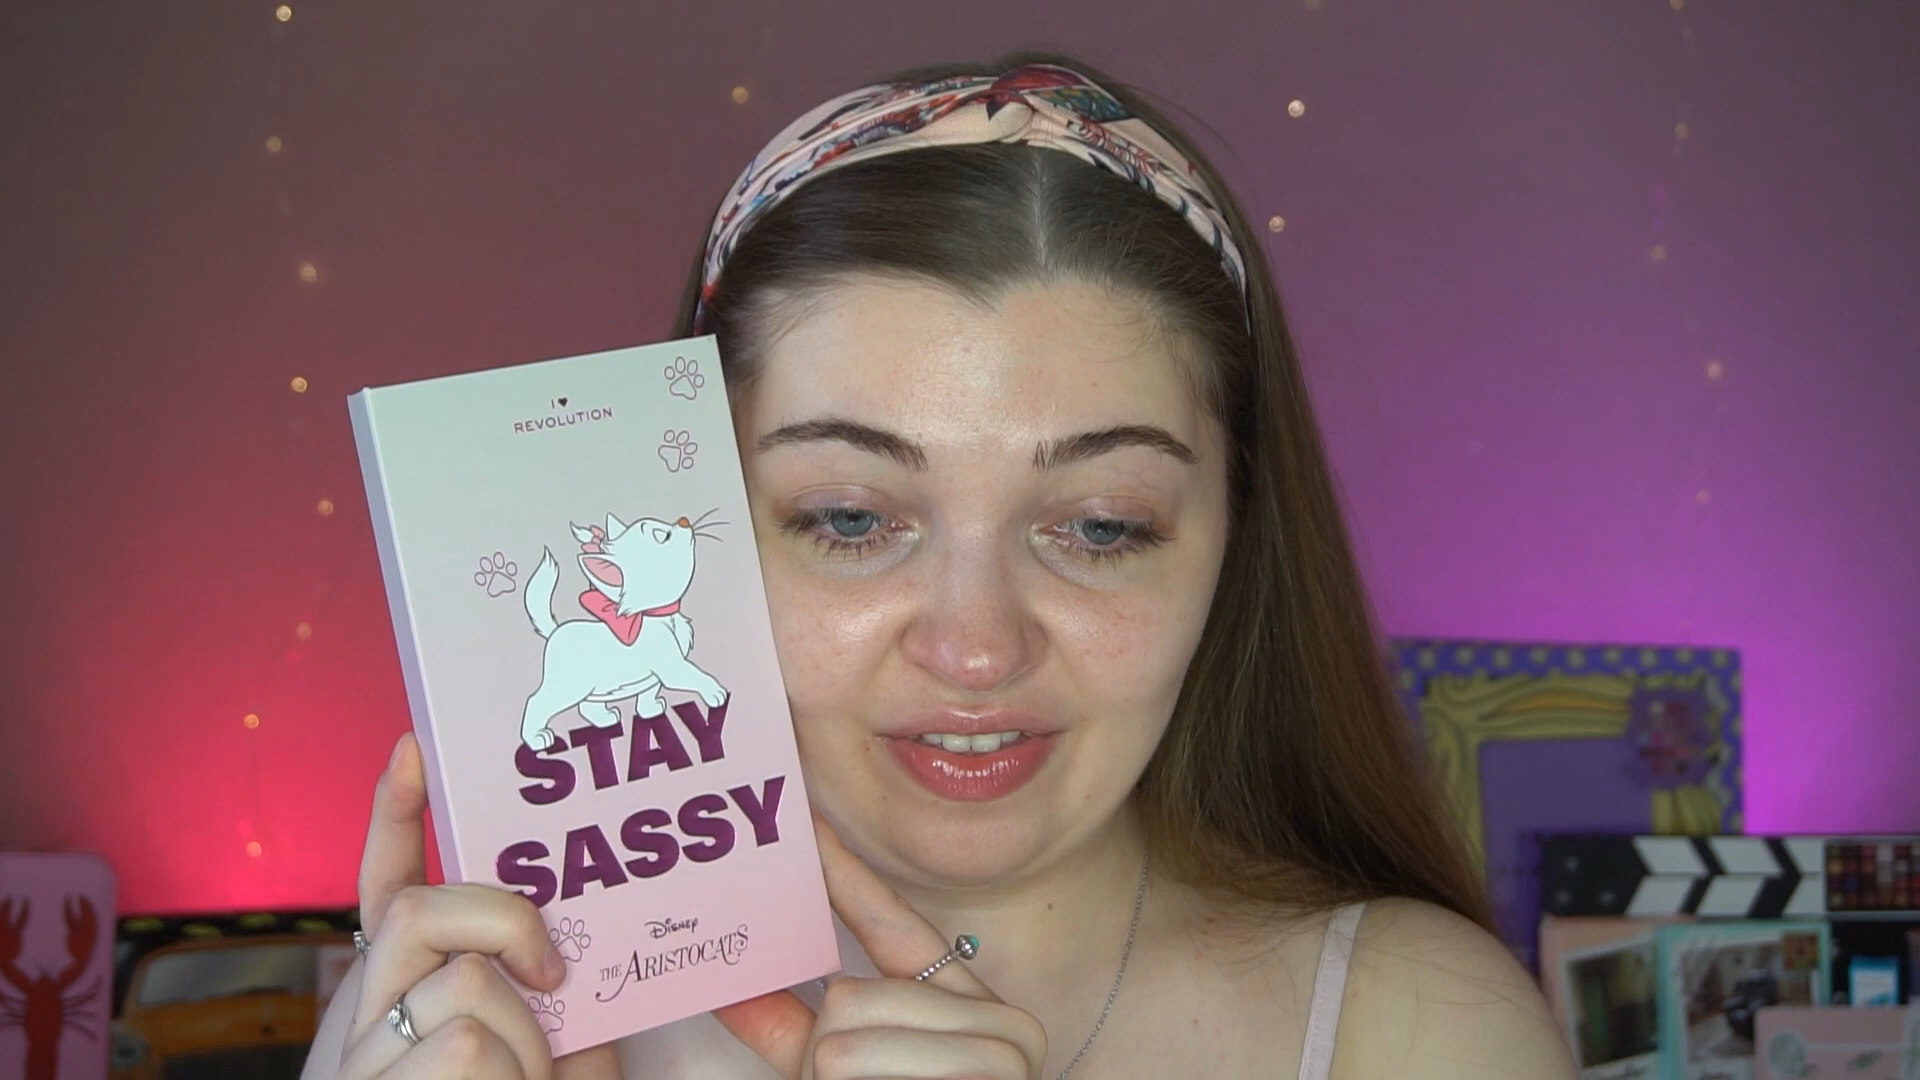 I ♥
REVOLUTION
STAY
SASSY
Disney
THE ARISTOCATS